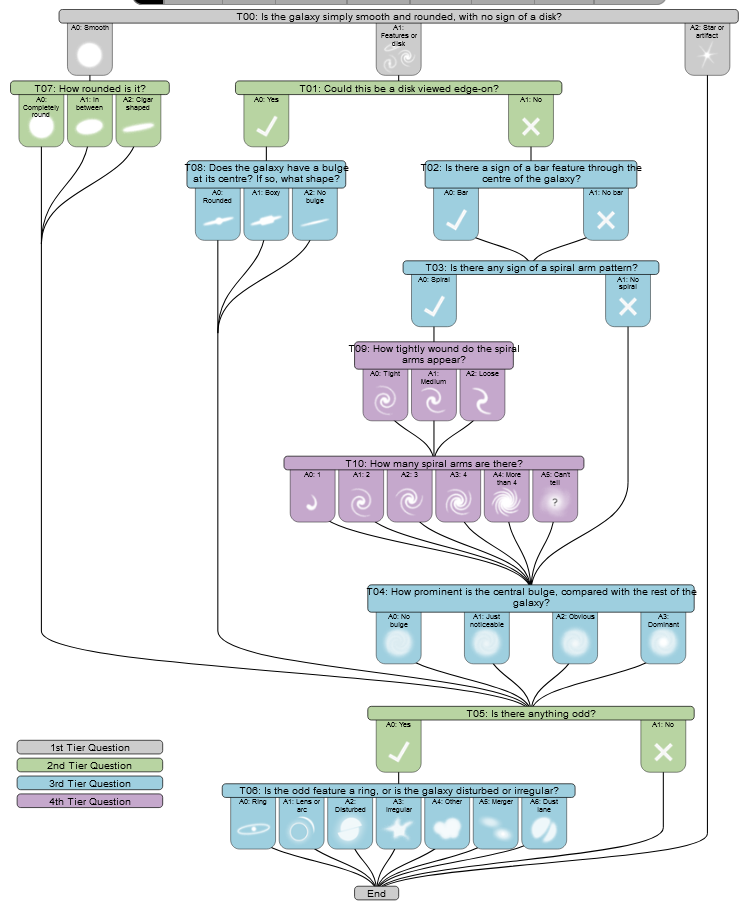 T00: Is the galaxy simply smooth and rounded, with no sign of a disk?
A0: Smooth
A1:
Features or
disk
A2: Star or
artifact
T07: How rounded is it?
A0:
Completely
round
A1: In
between
A2: Cigar
shaped
T01: Could this be a disk viewed edge-on?
A0: Yes
A1: No
T08: Does the galaxy have a bulge
at its centre? If so, what shape?
A0:
Rounded
A1: Boxy
A2: No
bulge
T02: Is there a sign of a bar feature through the
centre of the galaxy?
A0: Bar
A1: No bar
T03: Is there any sign of a spiral arm pattern?
A0: Spiral
A1: No
spiral
T09: How tightly wound do the spiral
arms appear?
A0: Tight
A1:
Medium
A2: Loose
T10: How many spiral arms are there?
A0: 1
A1: 2
A2: 3
A3: 4
A4: More
than 4
A5: Can't
tell
?
T04: How prominent is the central bulge, compared with the rest of the
galaxy?
A0: No
bulge
A1: Just
noticeable
A2: Obvious
A3:
Dominant
T05: Is there anything odd?
A0: Yes
A1: No
T06: Is the odd feature a ring, or is the galaxy disturbed or irregular?
A0: Ring
A1: Lens or
arc
A2:
Disturbed
A3:
Irregular
A4: Other
A5: Merger
A6: Dust
lane
End
1st Tier Question
2nd Tier Question
3rd Tier Question
4th Tier Question